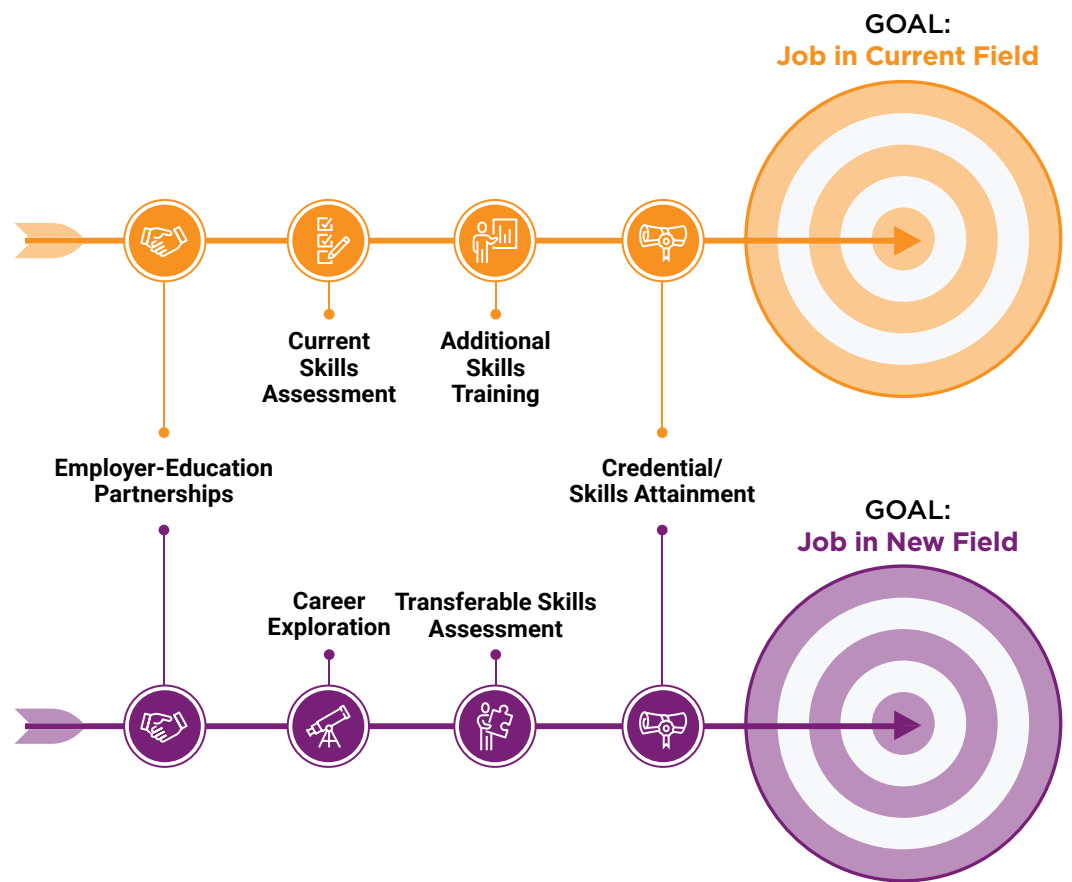 GOAL:
Job in Current Field
Current
Skills
Assessment
Additional
Skills
Training
Employer-Education
Partnerships
Credential/
Skills Attainment
GOAL:
Job in New Field
Career
Exploration
Transferable Skills
Assessment